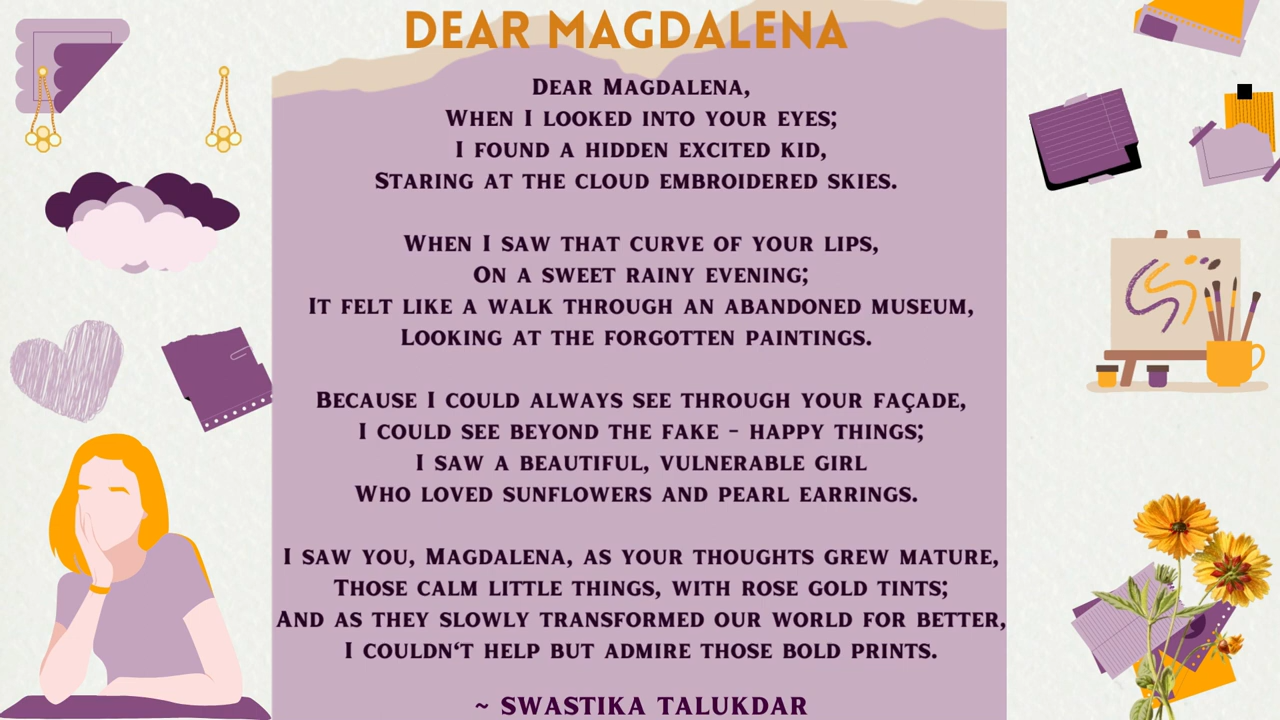 DEAR MAGDALENA
Dear Magdalena,
When I looked into your eyes;
I found a hidden excited kid,
Staring at the cloud embroidered skies.
When I saw that curve of your lips,
On a sweet rainy evening;
It felt like a walk through an abandoned museum,
Looking at the forgotten paintings.
Because I could always see through your façade,
I could see beyond the fake - happy things;
I saw a beautiful, vulnerable girl
Who loved sunflowers and pearl earrings.
I saw you, Magdalena, as your thoughts grew mature,
Those calm little things, with rose gold tints;
And as they slowly transformed our world for better,
I couldn‘t help but admire those bold prints.
~ SWASTIKA TALUKDAR